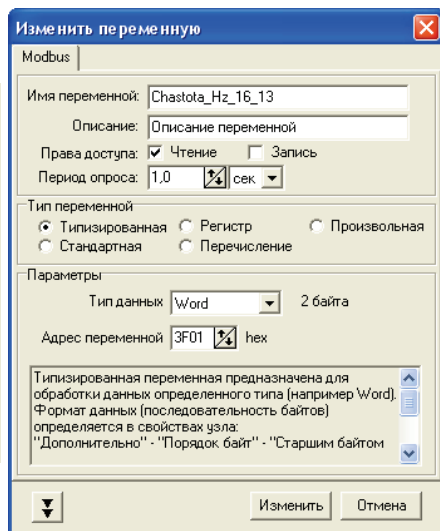 Изменить переменную
Modbus
Имя переменной: Chastota_Hz_16_13
Описание: Описание переменной
Права доступа: Чтение Запись
Период опроса: 1,0 сек
Тип переменной
Типизированная Регистр Произвольная
Стандартная Перечисление
Параметры
Тип данных Word 2 байта
Адрес переменной 3F01 hex
Типизированная переменная предназначена для
обработки данных определенного типа (например Word).
Формат данных (последовательность байтов)
определяется в свойствах узла:
"Дополнительно" - "Порядок байт" - "Старшим байтом
Изменить Отмена